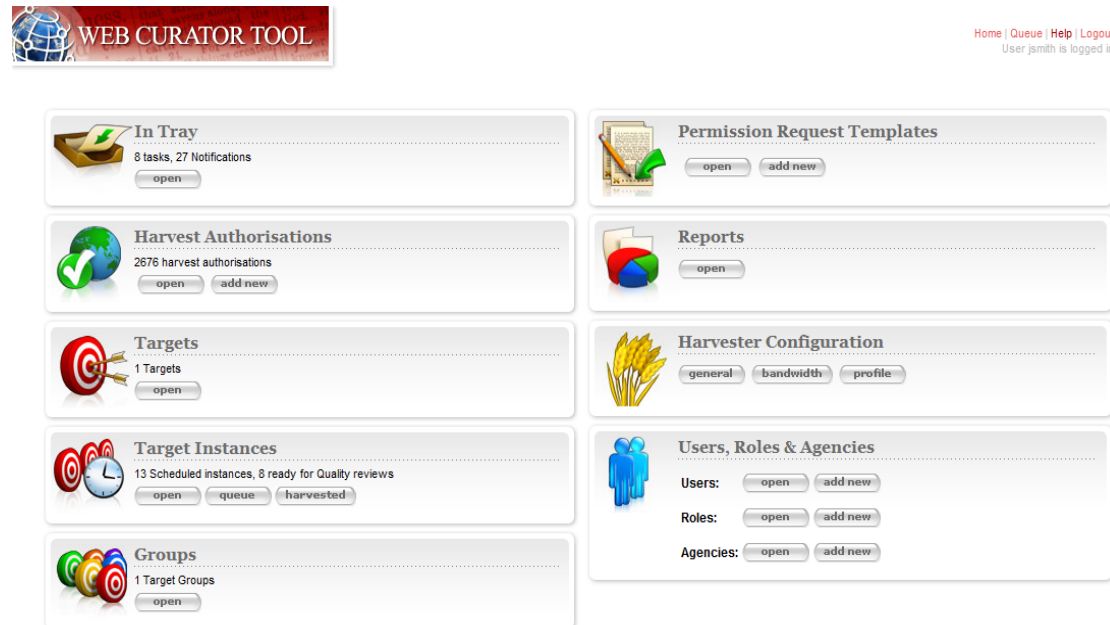 WEB CURATOR TOOL
Home | Queue | Help | Logou
User jsmith is logged i
In Tray
8 tasks, 27 Notifications
open
Harvest Authorisations
2676 harvest authorisations
open add new
Targets
1 Targets
open
Target Instances
13 Scheduled instances, 8 ready for Quality reviews
open queue harvested
Groups
1 Target Groups
open
Permission Request Templates
open add new
Reports
open
Harvester Configuration
general bandwidth profile
Users, Roles & Agencies
Users: open add new
Roles: open add new
Agencies: open add new